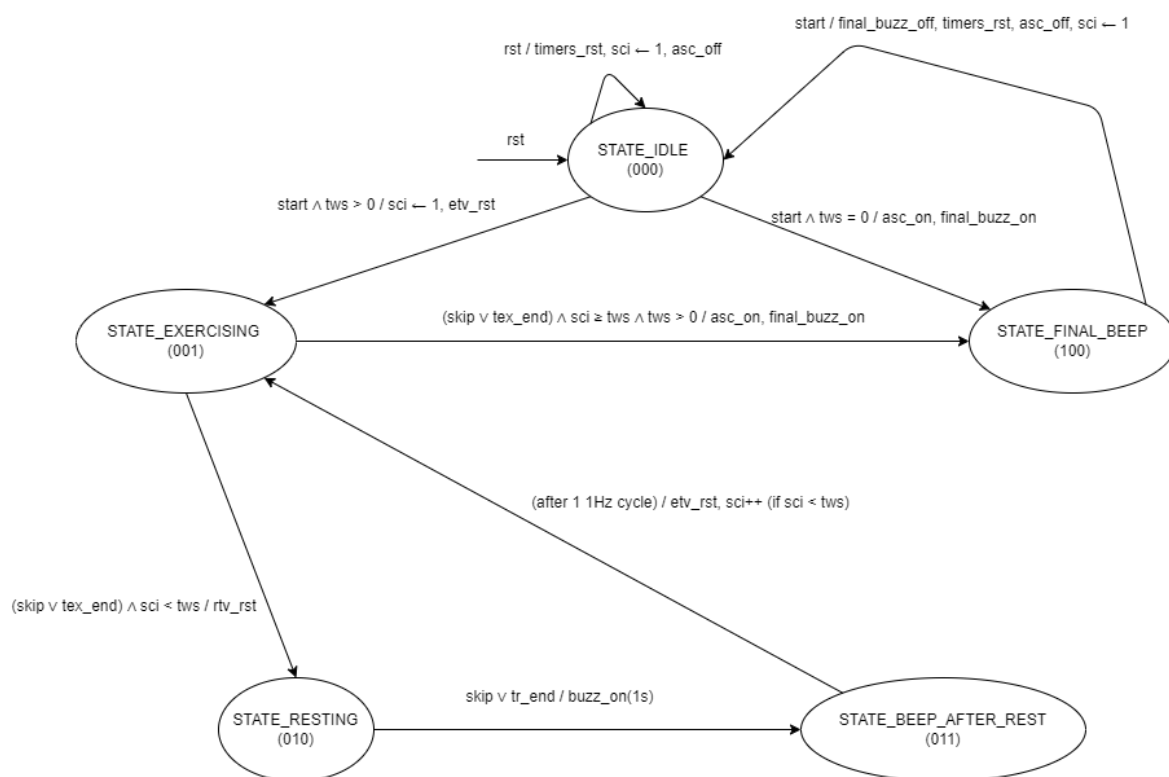 start / final_buzz_off, timers_rst, asc_off, sci ← 1
rst / timers_rst, sci ← 1, asc_off
rst
STATE_IDLE
(000)
start ∧ tws > 0 / sci ← 1, etv_rst
start ∧ tws = 0 / asc_on, final_buzz_on
STATE_EXERCISING
(001)
(skip ∨ tex_end) ∧ sci ≥ tws ∧ tws > 0 / asc_on, final_buzz_on
STATE_FINAL_BEEP
(100)
(after 1 1Hz cycle) / etv_rst, sci++ (if sci < tws)
(skip ∨ tex_end) ∧ sci < tws / rtv_rst
skip ∨ tr_end / buzz_on(1s)
STATE_RESTING
(010)
STATE_BEEP_AFTER_REST
(011)